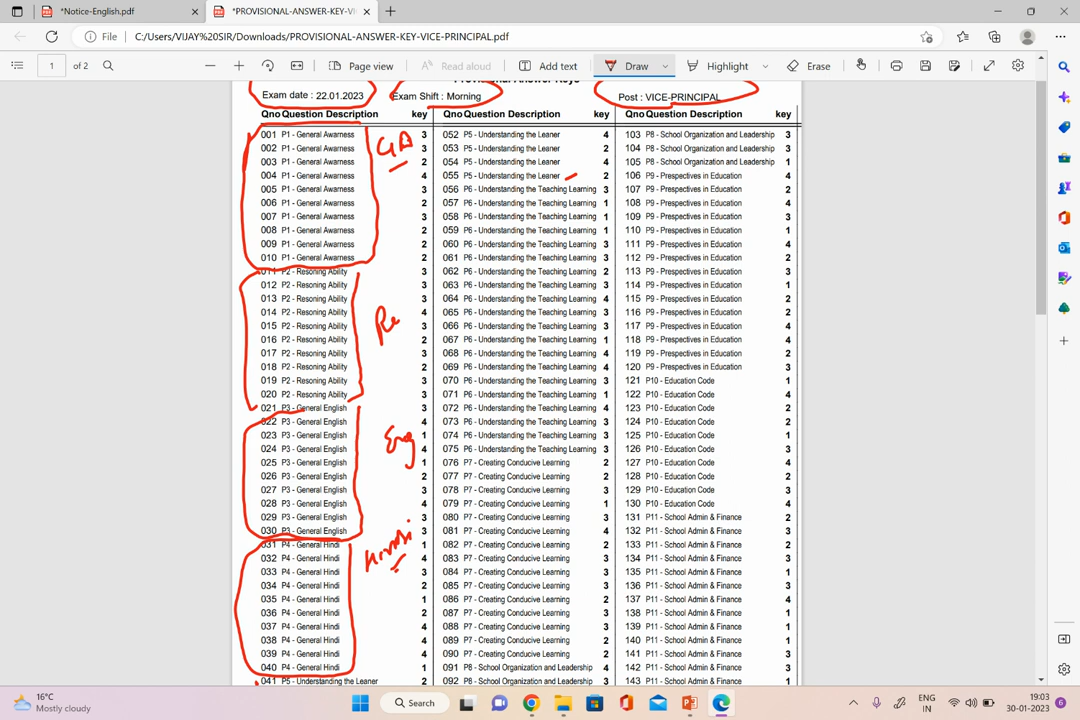 *Notice-English.pdf
*PROVISIONAL-ANSWER-KEY-VI
File C:/Users/VIJAY%20SIR/Downloads/PROVISIONAL-ANSWER-KEY-VICE-PRINCIPAL.pdf
1 of 2
Page view
Read aloud
Add text
Draw
Highlight
Erase
Provisional Answer Keys
Exam date : 22.01.2023 Exam Shift : Morning Post : VICE-PRINCIPAL
Qno Question Description key
001 P1 - General Awarness 3
002 P1 - General Awarness 3
003 P1 - General Awarness 2
004 P1 - General Awarness 4
005 P1 - General Awarness 3
006 P1 - General Awarness 2
007 P1 - General Awarness 3
008 P1 - General Awarness 2
009 P1 - General Awarness 2
010 P1 - General Awarness 2
011 P2 - Resoning Ability 3
012 P2 - Resoning Ability 3
013 P2 - Resoning Ability 3
014 P2 - Resoning Ability 4
015 P2 - Resoning Ability 3
016 P2 - Resoning Ability 2
017 P2 - Resoning Ability 3
018 P2 - Resoning Ability 2
019 P2 - Resoning Ability 3
020 P2 - Resoning Ability 3
021 P3 - General English 3
022 P3 - General English 4
023 P3 - General English 1
024 P3 - General English 4
025 P3 - General English 1
026 P3 - General English 2
027 P3 - General English 3
028 P3 - General English 4
029 P3 - General English 3
030 P3 - General English 3
031 P4 - General Hindi 1
032 P4 - General Hindi 4
033 P4 - General Hindi 3
034 P4 - General Hindi 2
035 P4 - General Hindi 1
036 P4 - General Hindi 2
037 P4 - General Hindi 4
038 P4 - General Hindi 4
039 P4 - General Hindi 4
040 P4 - General Hindi 1
041 P5 - Understanding the Leaner 2
GA
Re
Eng
Hindi
Qno Question Description key
052 P5 - Understanding the Leaner 4
053 P5 - Understanding the Leaner 2
054 P5 - Understanding the Leaner 4
055 P5 - Understanding the Leaner 2
056 P6 - Understanding the Teaching Learning 3
057 P6 - Understanding the Teaching Learning 1
058 P6 - Understanding the Teaching Learning 1
059 P6 - Understanding the Teaching Learning 1
060 P6 - Understanding the Teaching Learning 3
061 P6 - Understanding the Teaching Learning 3
062 P6 - Understanding the Teaching Learning 2
063 P6 - Understanding the Teaching Learning 3
064 P6 - Understanding the Teaching Learning 4
065 P6 - Understanding the Teaching Learning 3
066 P6 - Understanding the Teaching Learning 3
067 P6 - Understanding the Teaching Learning 1
068 P6 - Understanding the Teaching Learning 4
069 P6 - Understanding the Teaching Learning 4
070 P6 - Understanding the Teaching Learning 3
071 P6 - Understanding the Teaching Learning 1
072 P6 - Understanding the Teaching Learning 4
073 P6 - Understanding the Teaching Learning 3
074 P6 - Understanding the Teaching Learning 3
075 P6 - Understanding the Teaching Learning 3
076 P7 - Creating Conducive Learning 2
077 P7 - Creating Conducive Learning 2
078 P7 - Creating Conducive Learning 3
079 P7 - Creating Conducive Learning 1
080 P7 - Creating Conducive Learning 3
081 P7 - Creating Conducive Learning 4
082 P7 - Creating Conducive Learning 2
083 P7 - Creating Conducive Learning 4
084 P7 - Creating Conducive Learning 3
085 P7 - Creating Conducive Learning 3
086 P7 - Creating Conducive Learning 2
087 P7 - Creating Conducive Learning 3
088 P7 - Creating Conducive Learning 3
089 P7 - Creating Conducive Learning 2
090 P7 - Creating Conducive Learning 2
091 P8 - School Organization and Leadership 4
092 P8 - School Organization and Leadership 3
Qno Question Description key
103 P8 - School Organization and Leadership 3
104 P8 - School Organization and Leadership 3
105 P8 - School Organization and Leadership 1
106 P9 - Prespectives in Education 4
107 P9 - Prespectives in Education 2
108 P9 - Prespectives in Education 4
109 P9 - Prespectives in Education 3
110 P9 - Prespectives in Education 1
111 P9 - Prespectives in Education 4
112 P9 - Prespectives in Education 2
113 P9 - Prespectives in Education 3
114 P9 - Prespectives in Education 1
115 P9 - Prespectives in Education 2
116 P9 - Prespectives in Education 2
117 P9 - Prespectives in Education 4
118 P9 - Prespectives in Education 4
119 P9 - Prespectives in Education 2
120 P9 - Prespectives in Education 3
121 P10 - Education Code 1
122 P10 - Education Code 4
123 P10 - Education Code 2
124 P10 - Education Code 2
125 P10 - Education Code 1
126 P10 - Education Code 3
127 P10 - Education Code 4
128 P10 - Education Code 2
129 P10 - Education Code 3
130 P10 - Education Code 4
131 P11 - School Admin & Finance 2
132 P11 - School Admin & Finance 3
133 P11 - School Admin & Finance 2
134 P11 - School Admin & Finance 3
135 P11 - School Admin & Finance 1
136 P11 - School Admin & Finance 3
137 P11 - School Admin & Finance 4
138 P11 - School Admin & Finance 1
139 P11 - School Admin & Finance 1
140 P11 - School Admin & Finance 1
141 P11 - School Admin & Finance 3
142 P11 - School Admin & Finance 3
143 P11 - School Admin & Finance 1
16°C
Mostly cloudy
Search
ENG
IN
19:03
30-01-2023
6